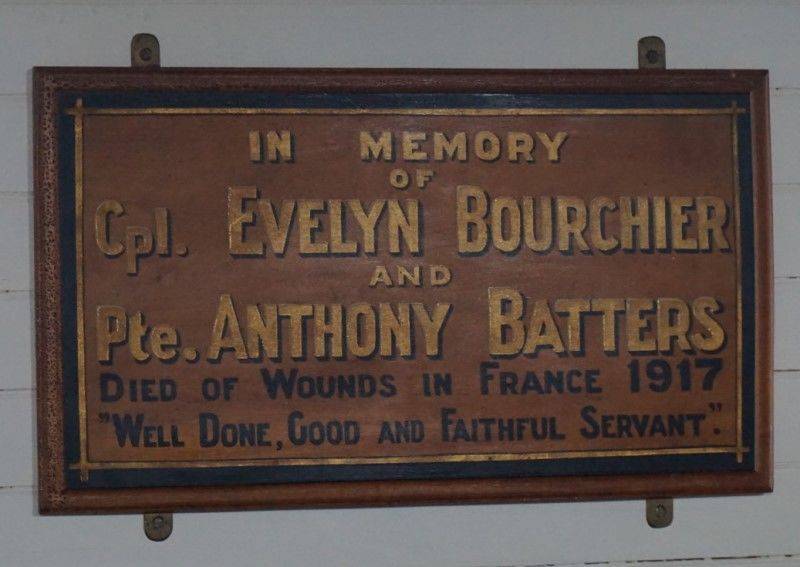 IN MEMORY
OF
Cpl. EVELYN BOURCHIER
AND
Pte. ANTHONY BATTERS
DIED OF WOUNDS IN FRANCE 1917
"WELL DONE, GOOD AND FAITHFUL SERVANT".